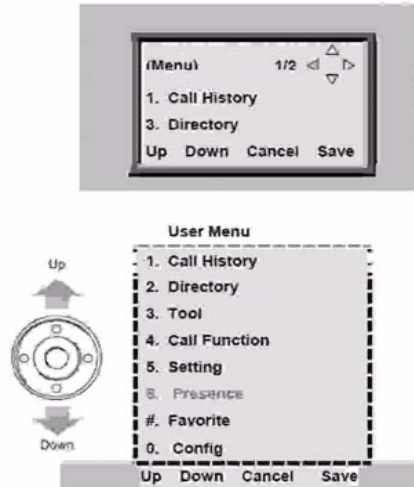 (Menu) 1/2
1. Call History
3. Directory
Up Down Cancel Save
User Menu
Up
1. Call History
2. Directory
3. Tool
4. Call Function
5. Setting
6. Presence
#. Favorite
0. Config
Down
Up Down Cancel Save